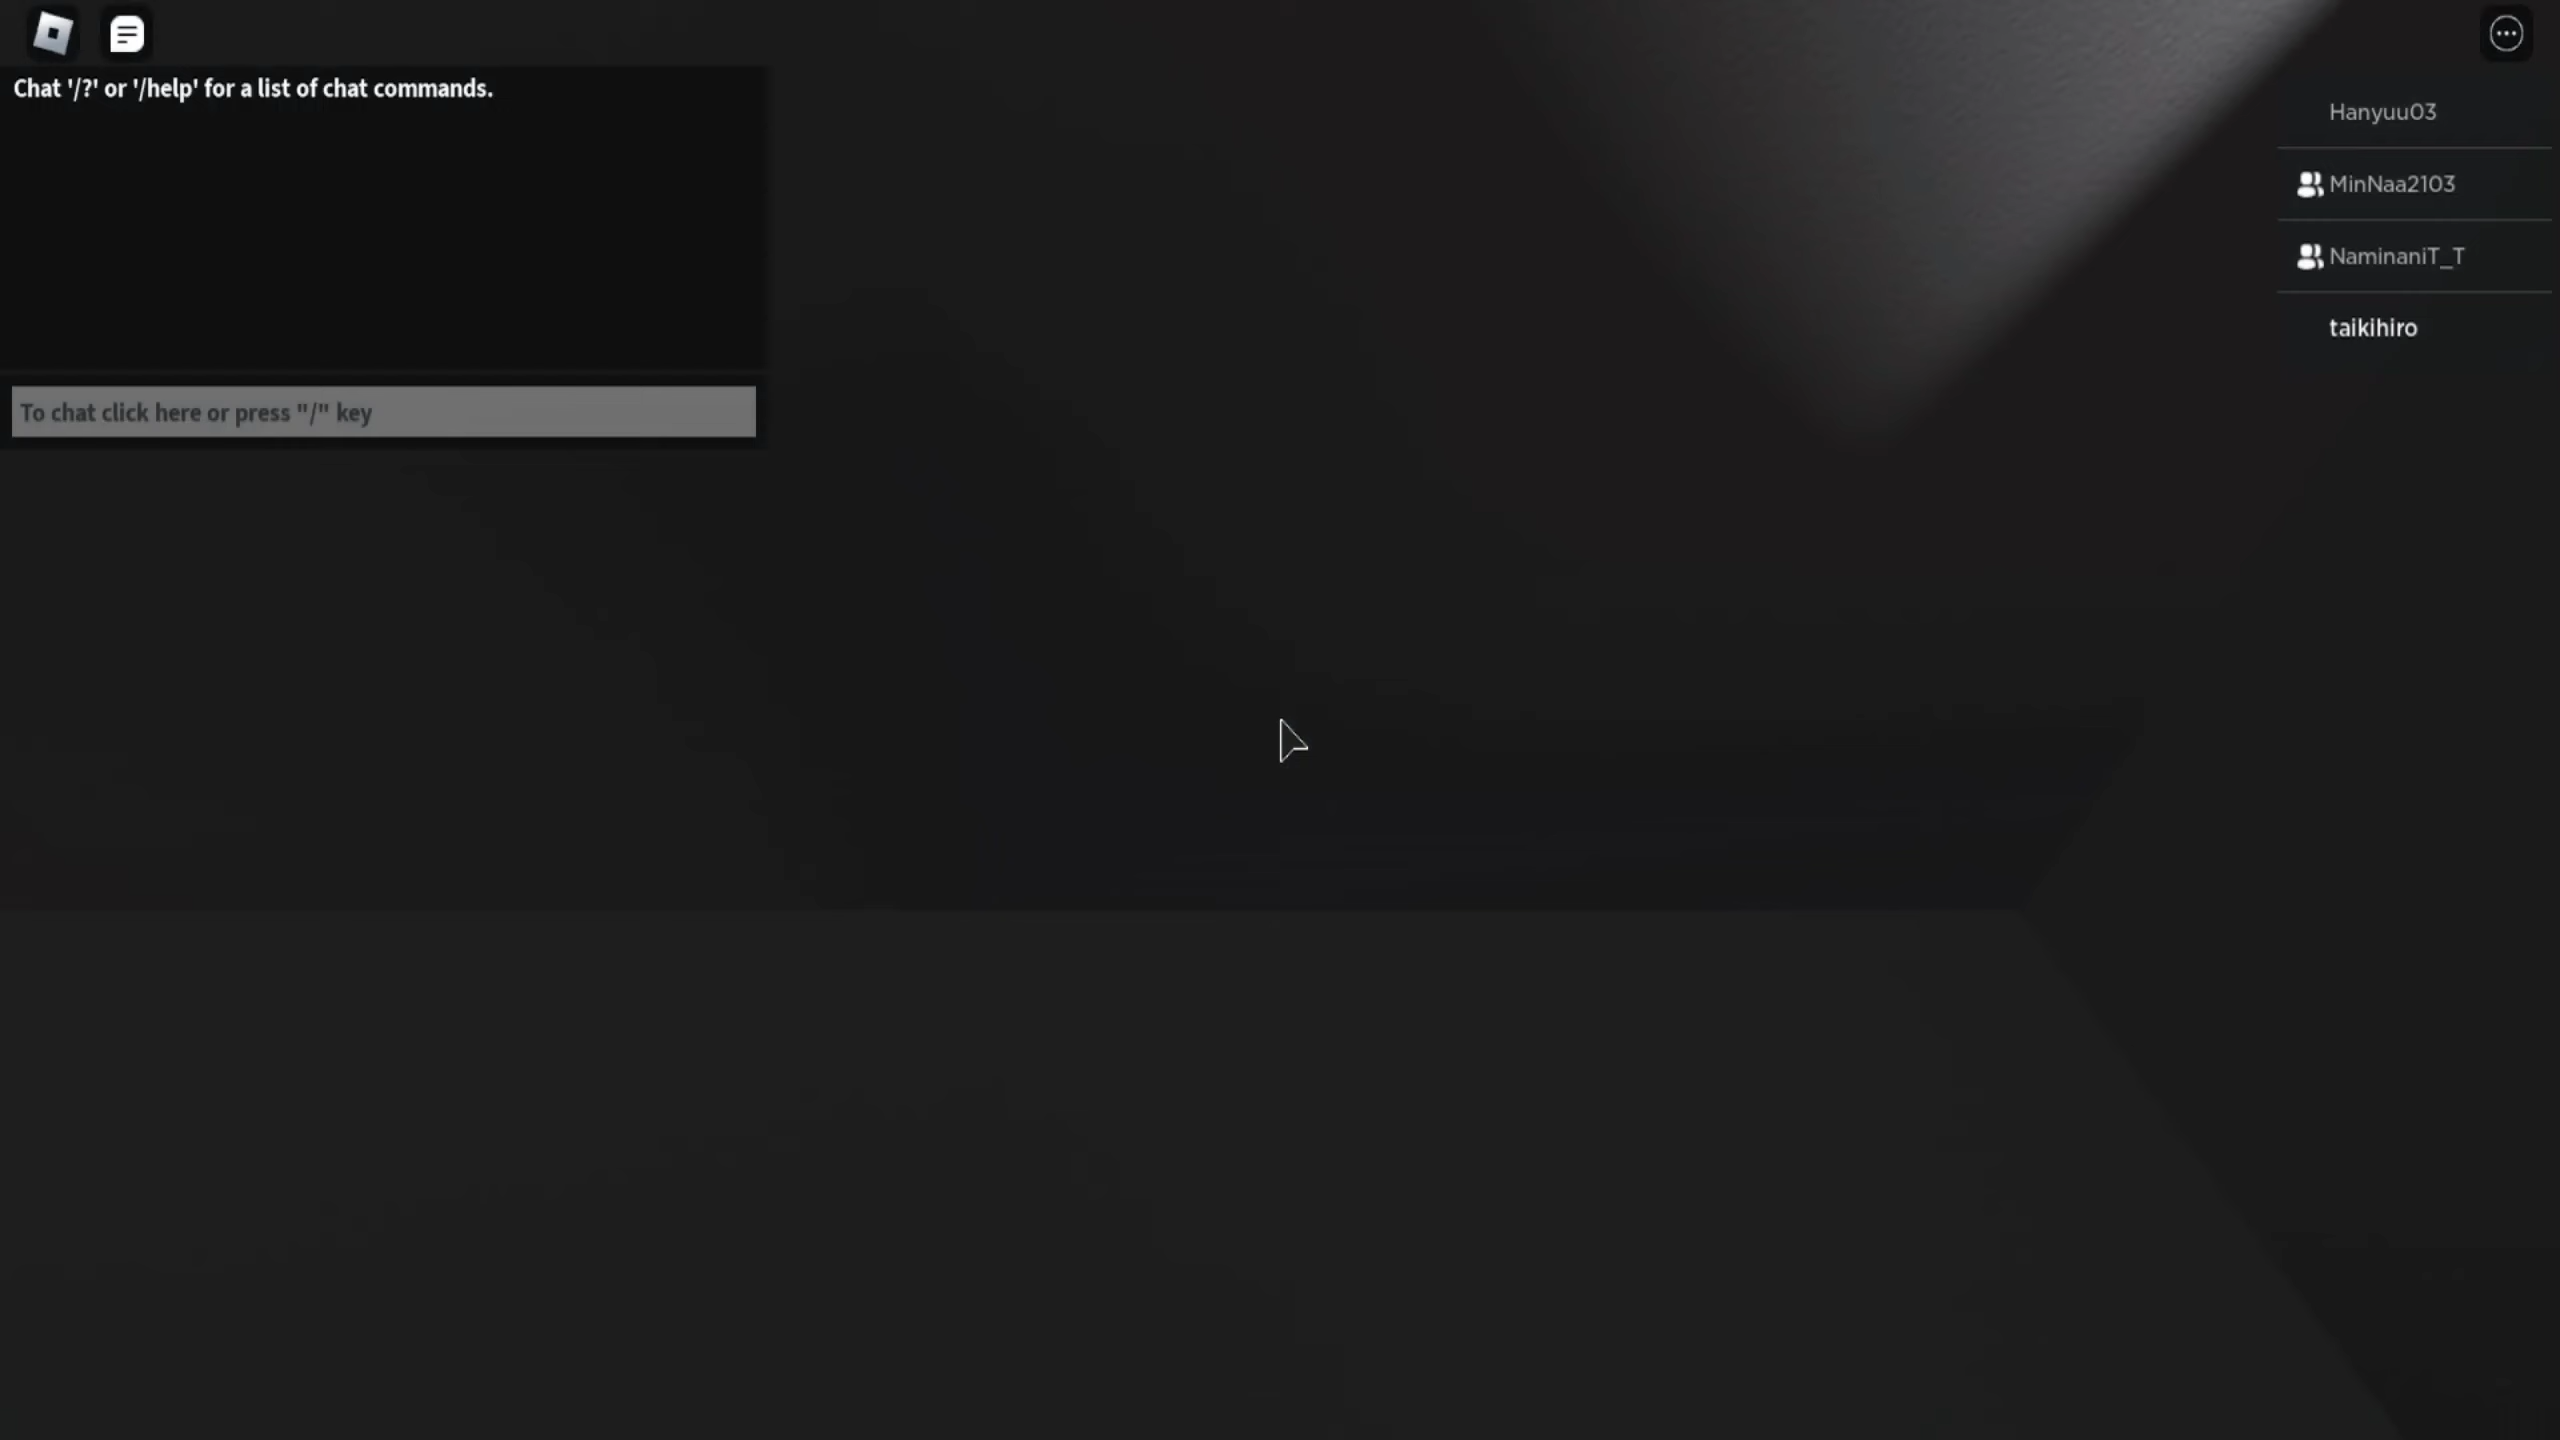 Chat '/?' or '/help' for a list of chat commands.
To chat click here or press "/" key
Hanyuu03
MinNaa2103
NaminaniT_T
taikihiro